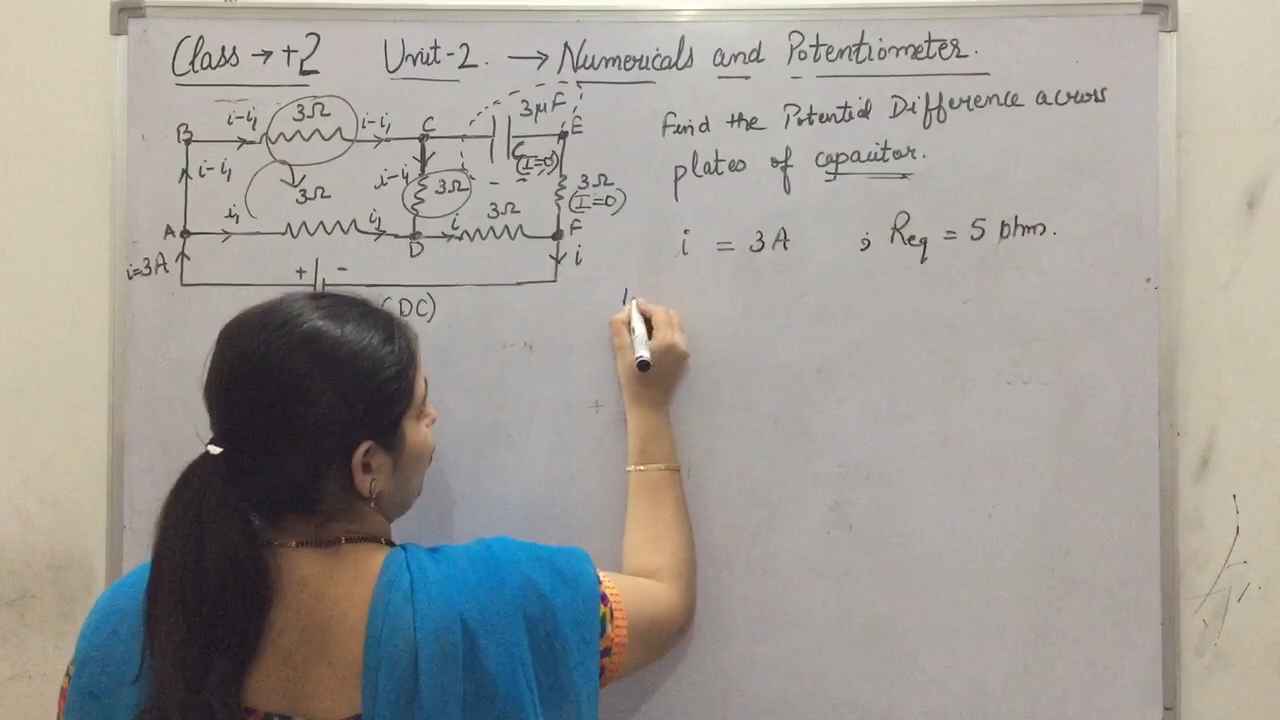 Class → +2 Unit-2. → Numericals and Potentiometer.
Find the Potential Difference across
plates of capacitor.
i = 3A ; Req = 5 ohm.
3Ω 3μF
B i-i₁ i-i₁ C E
C
(I=0)
i-i₁ 3Ω i-i₁ 3Ω 3Ω
(I=0)
i₁ i₁ i 3Ω
A D F
i=3A + - i
(DC)